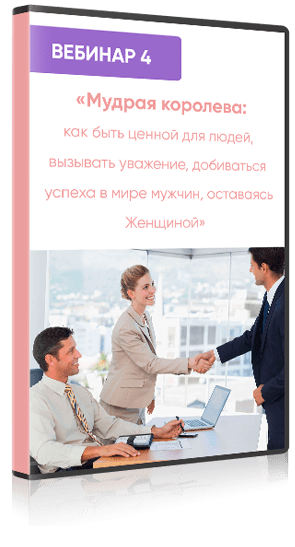 ВЕБИНАР 4
«Мудрая королева:
как быть ценной для людей,
вызывать уважение, добиваться
успеха в мире мужчин, оставаясь
Женщиной»